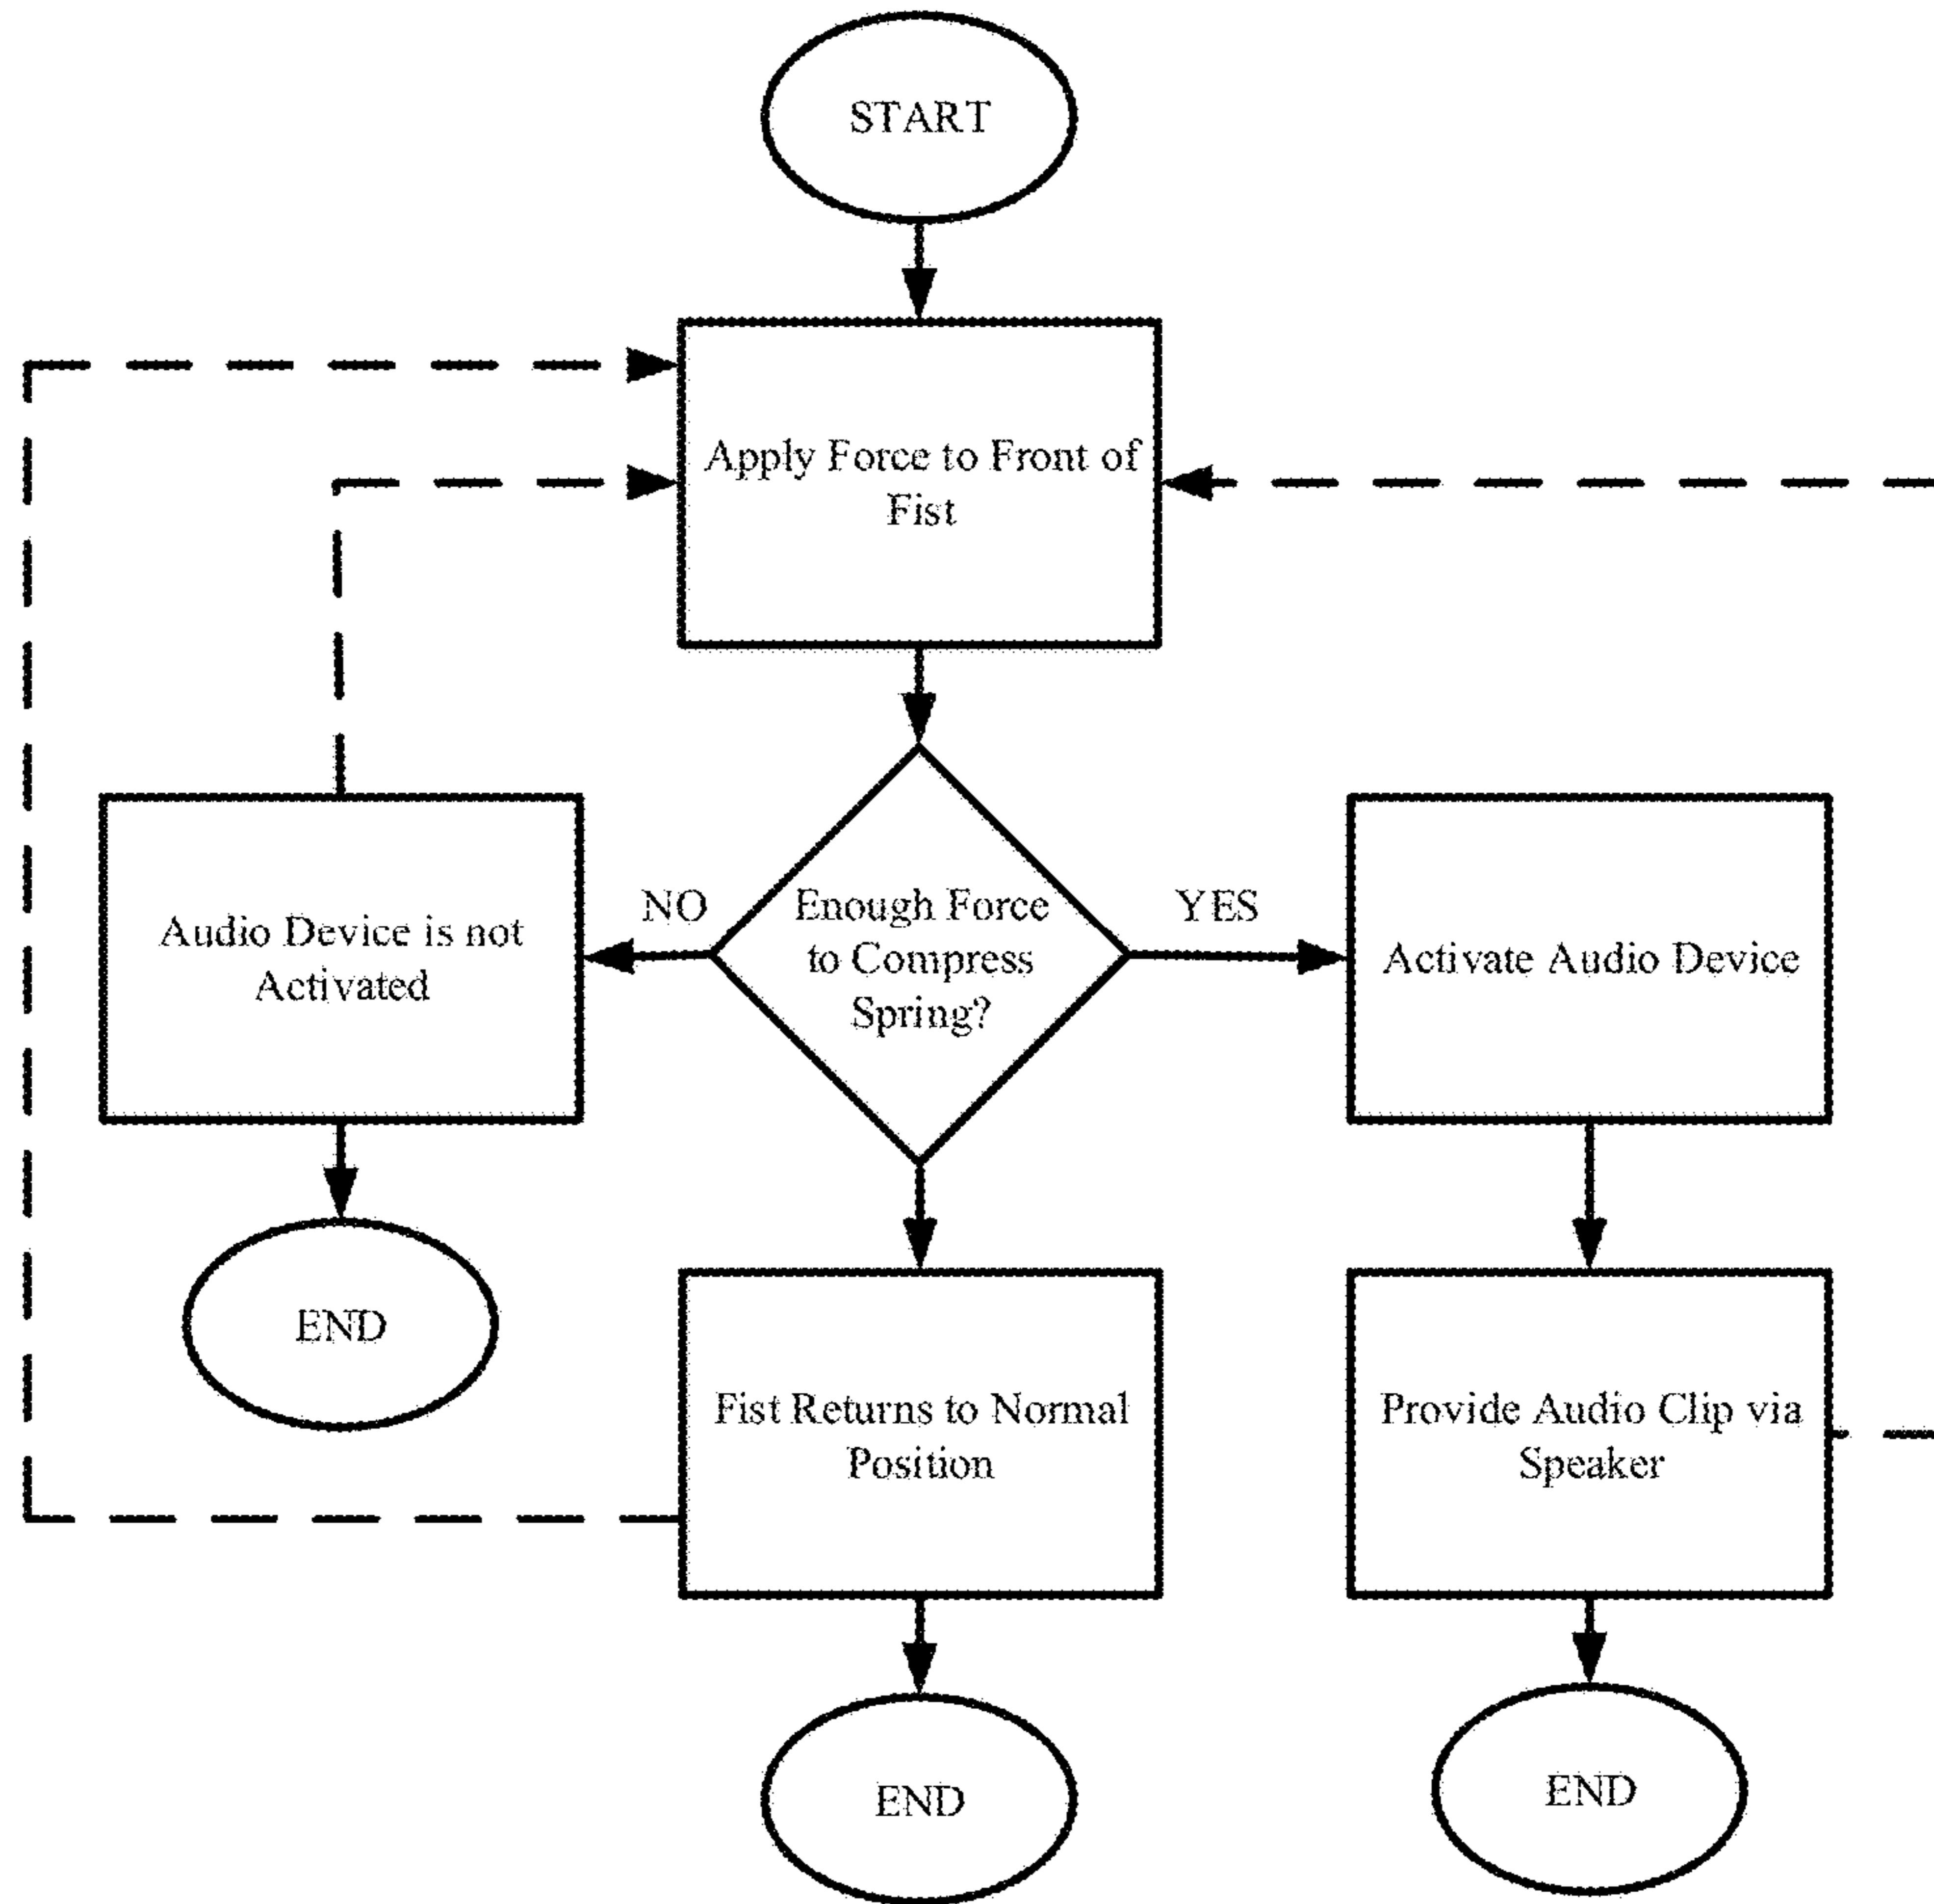 START
Apply Force to Front of
Fist
NO
Enough Force
to Compress
Spring?
YES
Audio Device is not
Activated
Activate Audio Device
END
Fist Returns to Normal
Position
Provide Audio Clip via
Speaker
END
END